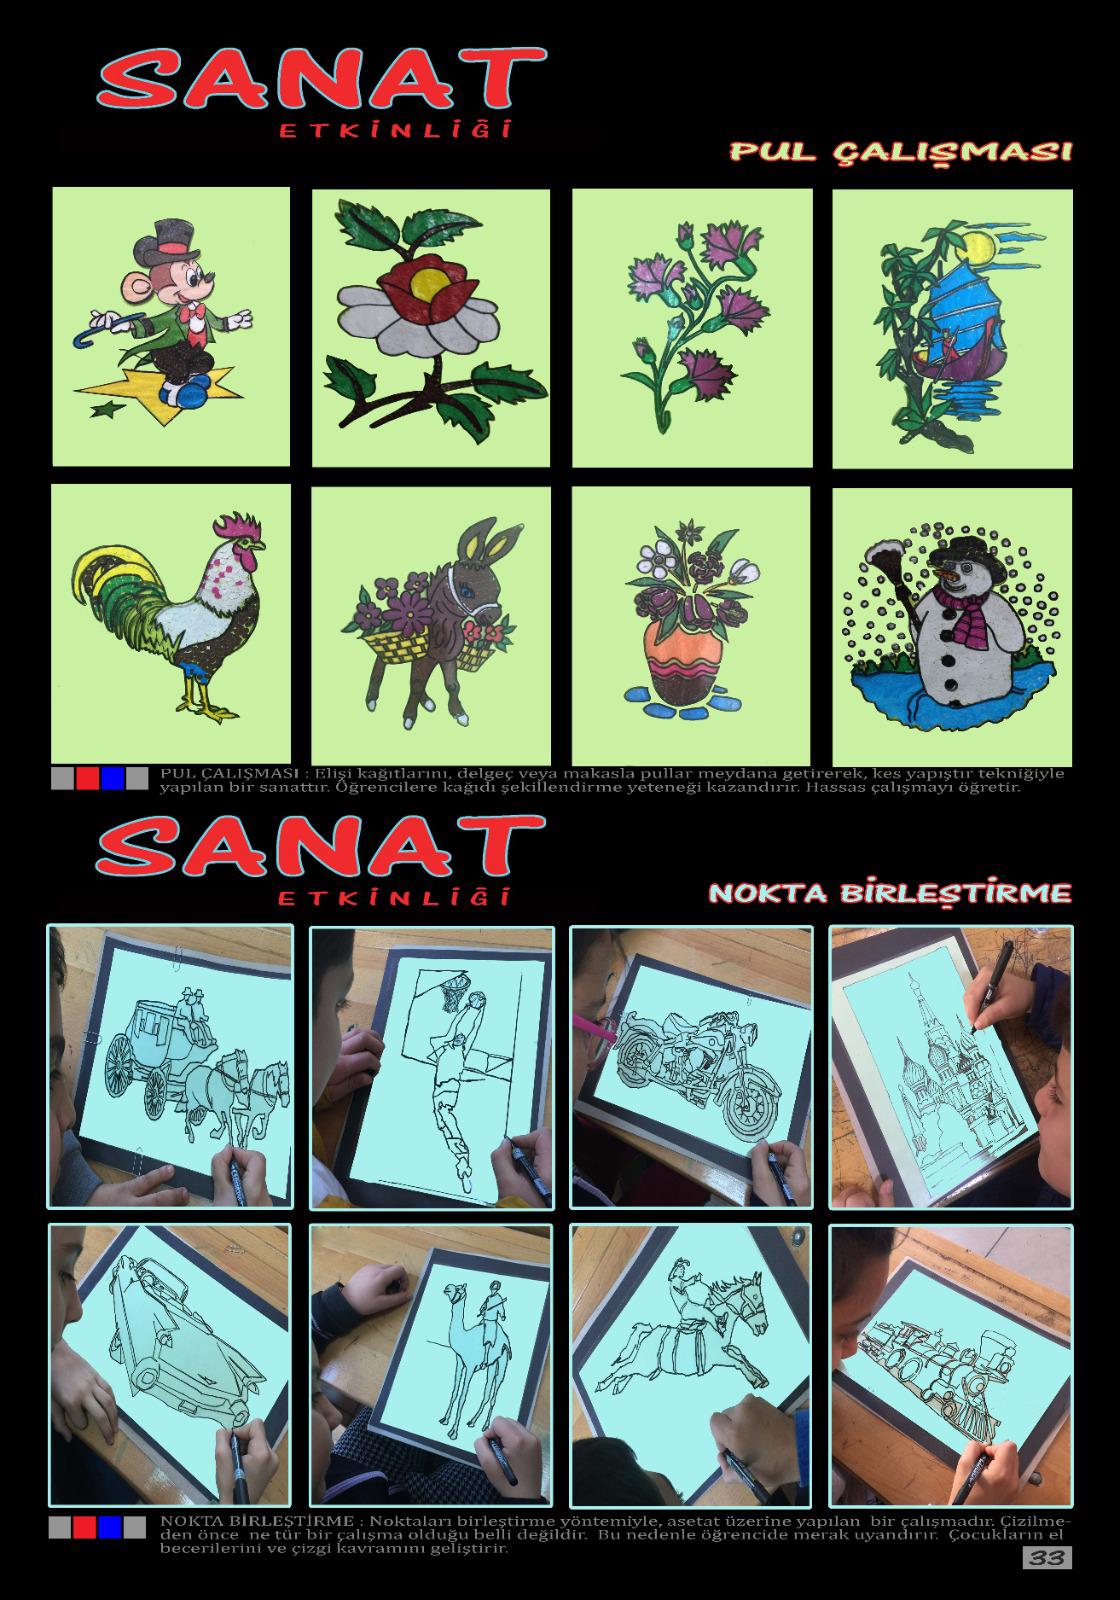 SANAT
ETKİNLİĞİ
PUL ÇALIŞMASI
PUL ÇALIŞMASI : Elişi kağıtlarını, delgeç veya makasla pullar meydana getirerek, kes yapıştır tekniğiyle
yapılan bir sanattır. Öğrencilere kağıdı şekillendirme yeteneği kazandırır. Hassas çalışmayı öğretir.
SANAT
ETKİNLİĞİ
NOKTA BİRLEŞTİRME
NOKTA BİRLEŞTİRME : Noktaları birleştirme yöntemiyle, asetat üzerine yapılan bir çalışmadır. Çizilme-
den önce ne tür bir çalışma olduğu belli değildir. Bu nedenle öğrencide merak uyandırır. Çocukların el
becerilerini ve çizgi kavramını geliştirir.
33